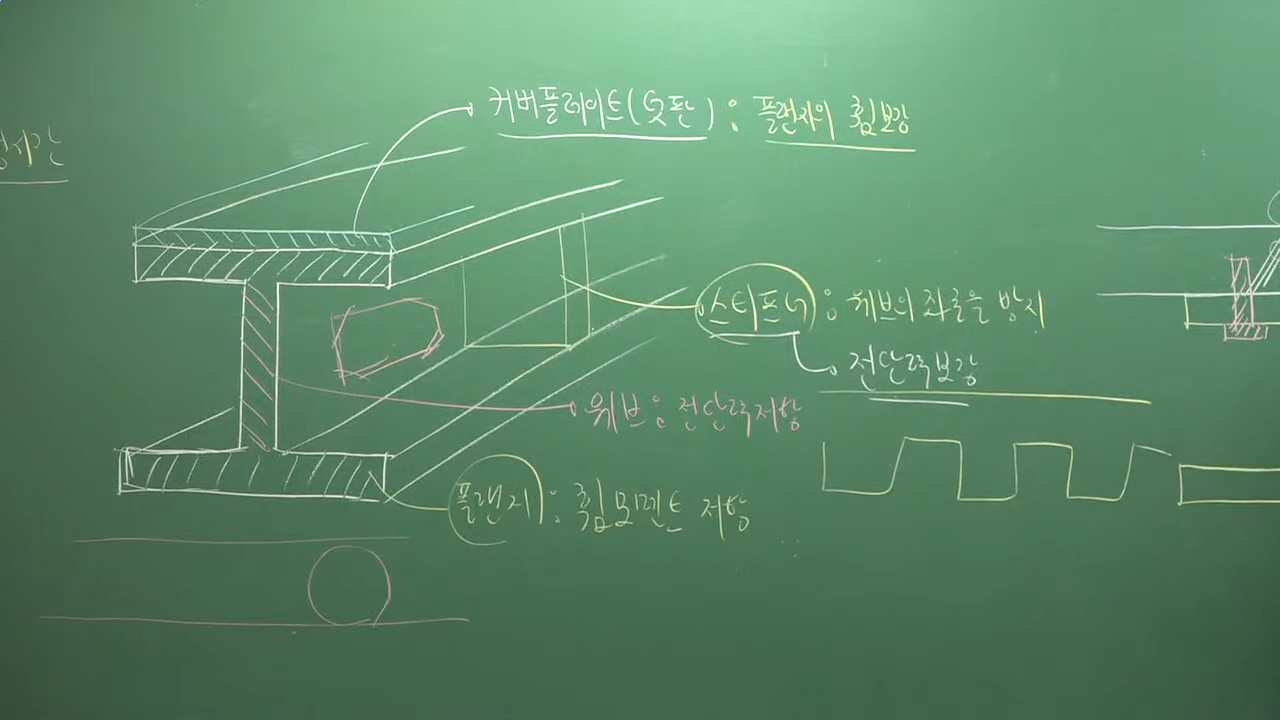 커버플레이트(덧판) : 플랜지의 휨보강
스티프너 : 웨브의 좌굴을 방지
전단력보강
웨브 : 전단력저항
플랜지 : 휨모멘트 저항